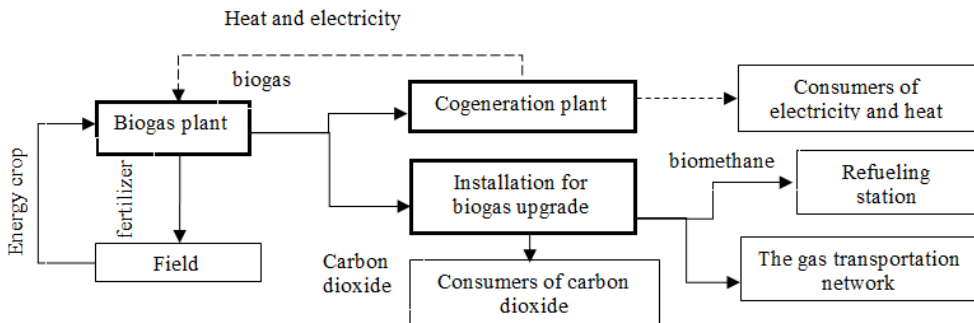 Heat and electricity
biogas
Biogas plant
Cogeneration plant
Consumers of
electricity and heat
Energy crop
fertilizer
Installation for
biogas upgrade
biomethane
Refueling
station
Field
Carbon
dioxide
Consumers of carbon
dioxide
The gas transportation
network